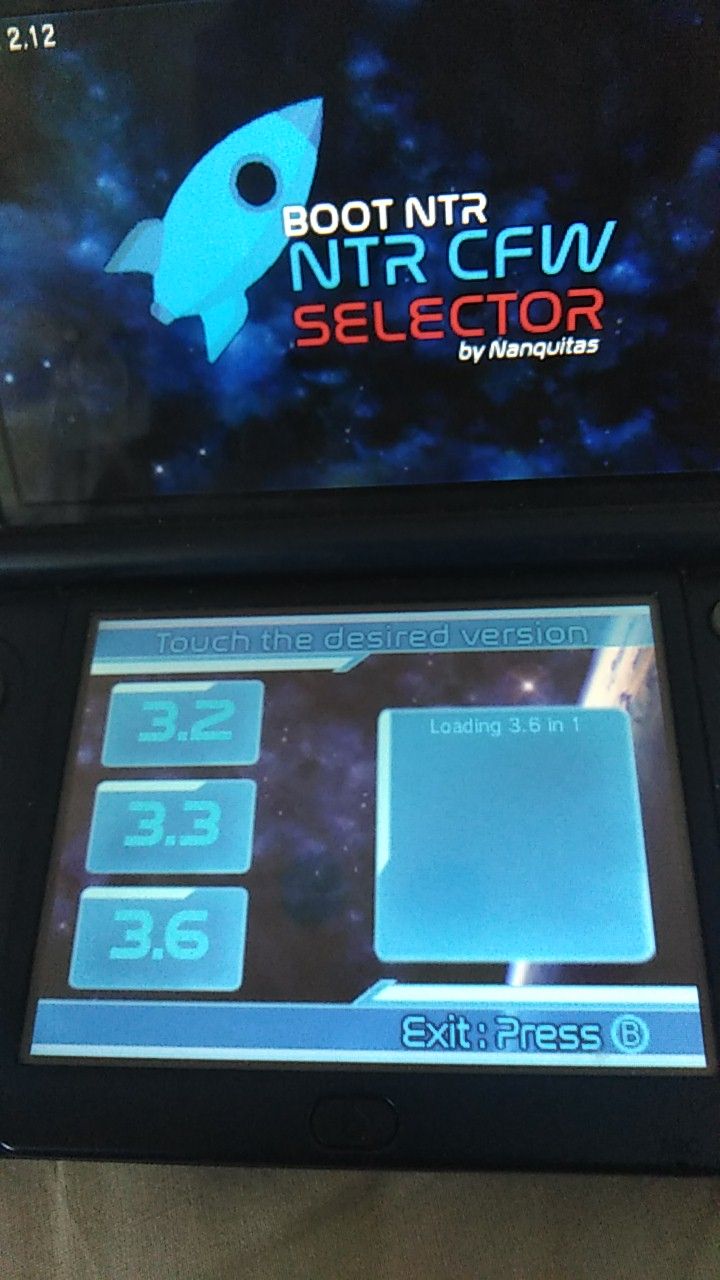 2.12
BOOT NTR
NTR CFW
SELECTOR
by Nanquitas
Touch the desired version
3.2
3.3
3.6
Loading 3.6 in 1
Exit : Press B